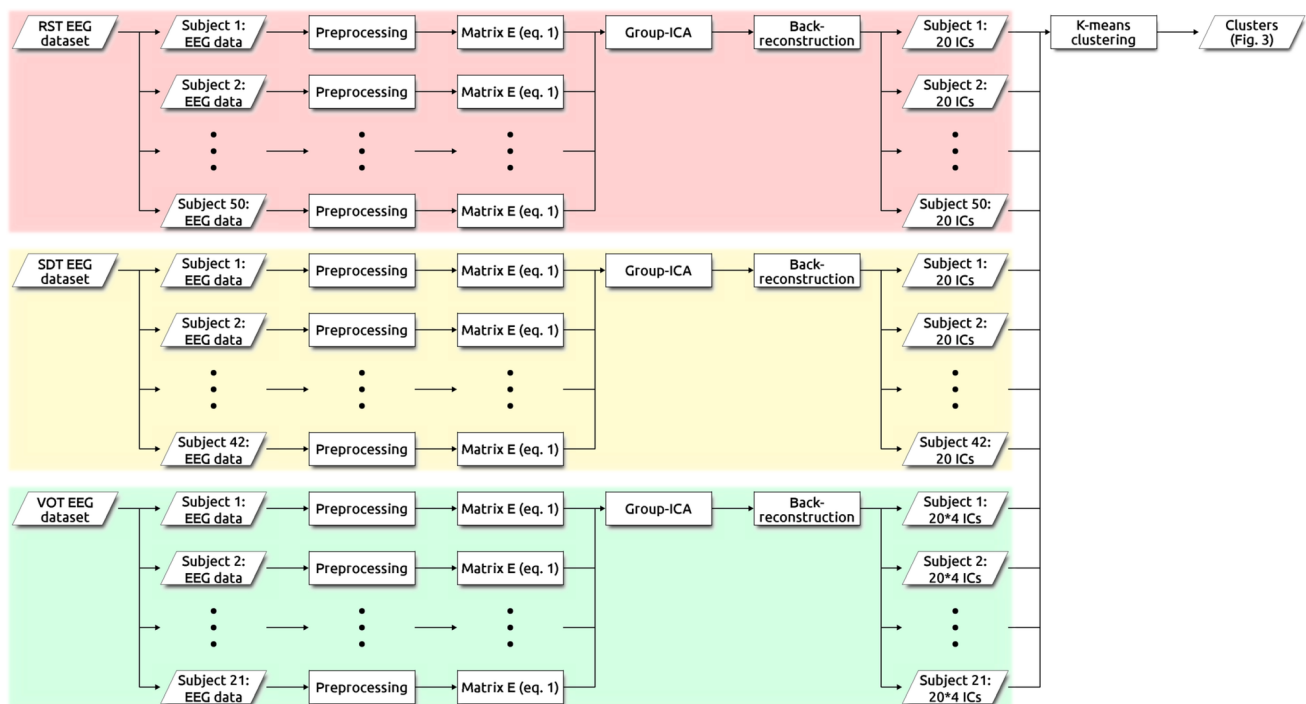 RST EEG
dataset
Subject 1:
EEG data
Preprocessing
Matrix E (eq. 1)
Group-ICA
Back-
reconstruction
Subject 1:
20 ICs
K-means
clustering
Clusters
(Fig. 3)
Subject 2:
EEG data
Preprocessing
Matrix E (eq. 1)
Subject 2:
20 ICs
Subject 50:
EEG data
Preprocessing
Matrix E (eq. 1)
Subject 50:
20 ICs
SDT EEG
dataset
Subject 1:
EEG data
Preprocessing
Matrix E (eq. 1)
Group-ICA
Back-
reconstruction
Subject 1:
20 ICs
Subject 2:
EEG data
Preprocessing
Matrix E (eq. 1)
Subject 2:
20 ICs
Subject 42:
EEG data
Preprocessing
Matrix E (eq. 1)
Subject 42:
20 ICs
VOT EEG
dataset
Subject 1:
EEG data
Preprocessing
Matrix E (eq. 1)
Group-ICA
Back-
reconstruction
Subject 1:
20*4 ICs
Subject 2:
EEG data
Preprocessing
Matrix E (eq. 1)
Subject 2:
20*4 ICs
Subject 21:
EEG data
Preprocessing
Matrix E (eq. 1)
Subject 21:
20*4 ICs